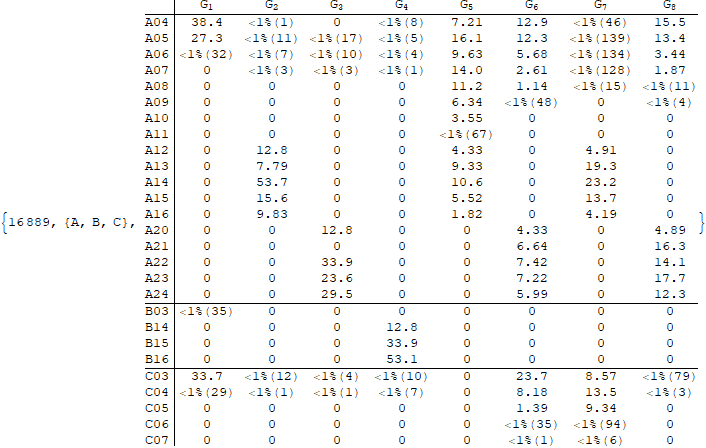 G₁ G₂ G₃ G₄ G₅ G₆ G₇ G₈
A04 38.4 <1%(1) 0 <1%(8) 7.21 12.9 <1%(46) 15.5
A05 27.3 <1%(11) <1%(17) <1%(5) 16.1 12.3 <1%(139) 13.4
A06 <1%(32) <1%(7) <1%(10) <1%(4) 9.63 5.68 <1%(134) 3.44
A07 0 <1%(3) <1%(3) <1%(1) 14.0 2.61 <1%(128) 1.87
A08 0 0 0 0 11.2 1.14 <1%(15) <1%(11)
A09 0 0 0 0 6.34 <1%(48) 0 <1%(4)
A10 0 0 0 0 3.55 0 0 0
A11 0 0 0 0 <1%(67) 0 0 0
A12 0 12.8 0 0 4.33 0 4.91 0
A13 0 7.79 0 0 9.33 0 19.3 0
A14 0 53.7 0 0 10.6 0 23.2 0
A15 0 15.6 0 0 5.52 0 13.7 0
A16 0 9.83 0 0 1.82 0 4.19 0
{16889, {A, B, C}, }
A20 0 0 12.8 0 0 4.33 0 4.89
A21 0 0 0 0 0 6.64 0 16.3
A22 0 0 33.9 0 0 7.42 0 14.1
A23 0 0 23.6 0 0 7.22 0 17.7
A24 0 0 29.5 0 0 5.99 0 12.3
B03 <1%(35) 0 0 0 0 0 0 0
B14 0 0 0 12.8 0 0 0 0
B15 0 0 0 33.9 0 0 0 0
B16 0 0 0 53.1 0 0 0 0
C03 33.7 <1%(12) <1%(4) <1%(10) 0 23.7 8.57 <1%(79)
C04 <1%(29) <1%(1) <1%(1) <1%(7) 0 8.18 13.5 <1%(3)
C05 0 0 0 0 0 1.39 9.34 0
C06 0 0 0 0 0 <1%(35) <1%(94) 0
C07 0 0 0 0 0 <1%(1) <1%(6) 0